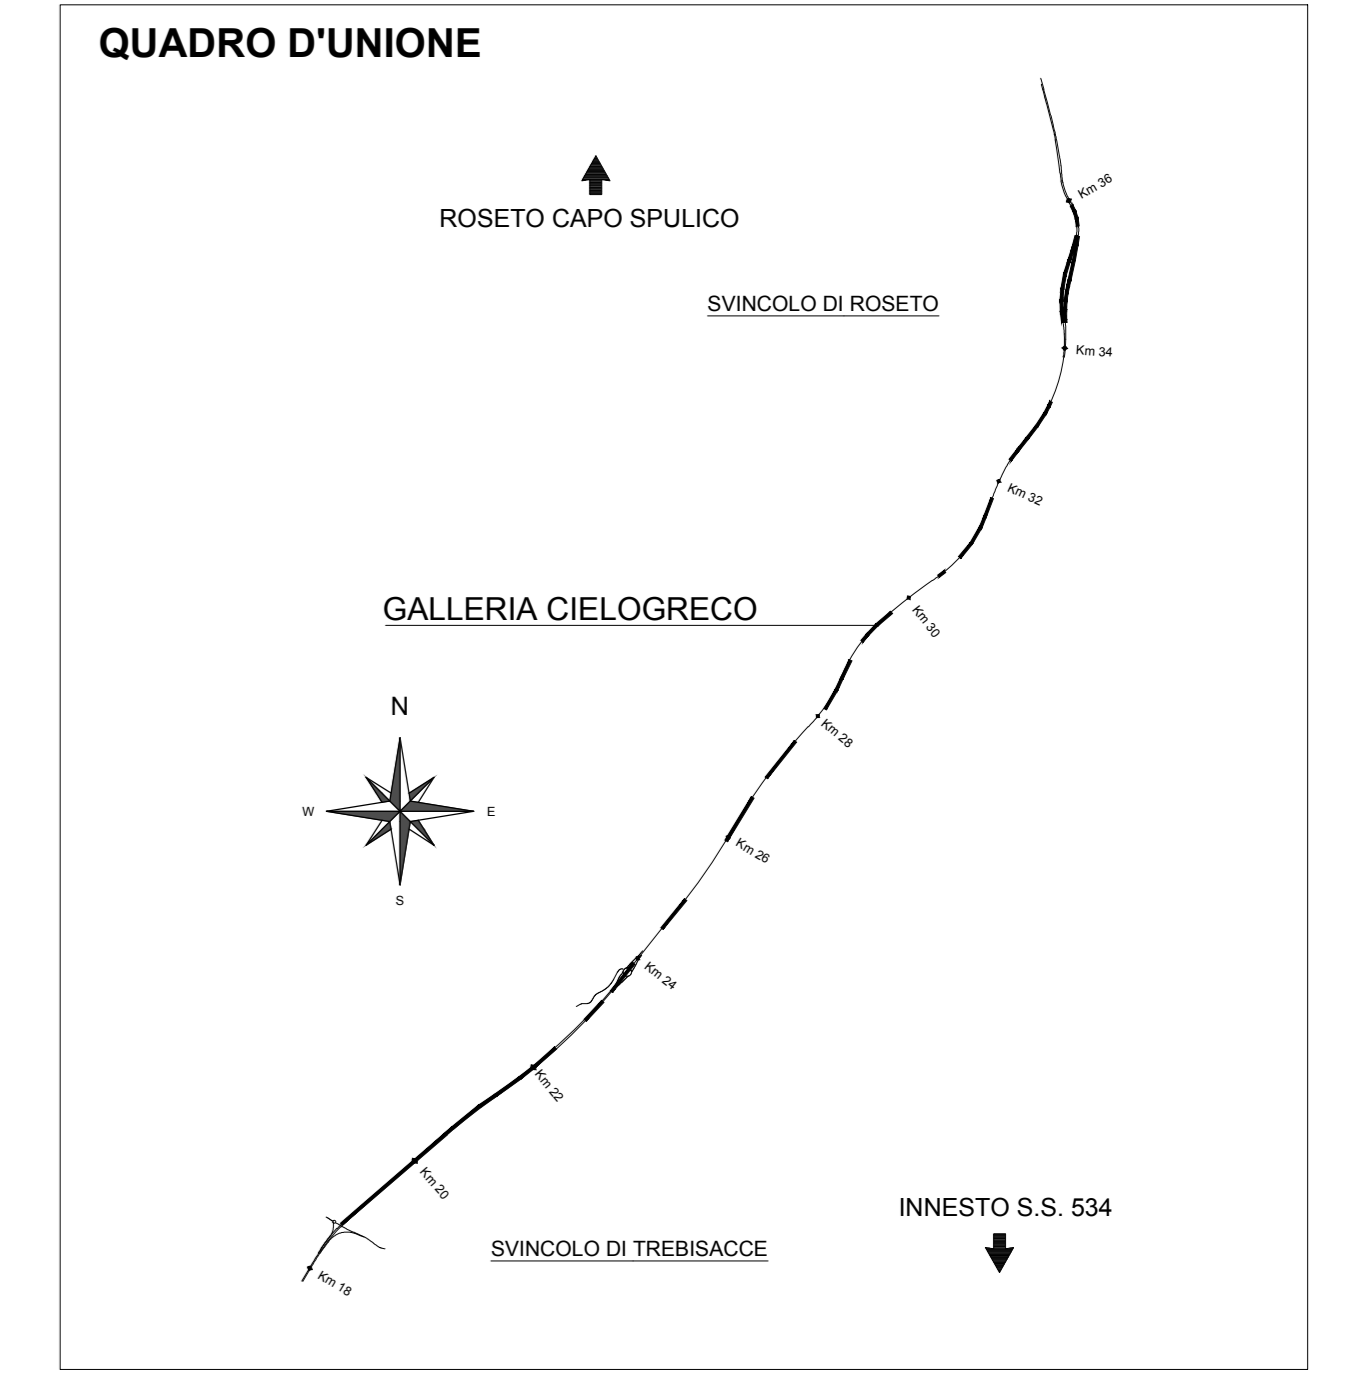 QUADRO D'UNIONE
Km 36
ROSETO CAPO SPULICO
SVINCOLO DI ROSETO
Km 34
Km 32
GALLERIA CIELOGRECO
Km 30
N
Km 28
W
E
Km 26
S
Km 24
Km 22
Km 20
INNESTO S.S. 534
SVINCOLO DI TREBISACCE
Km 18